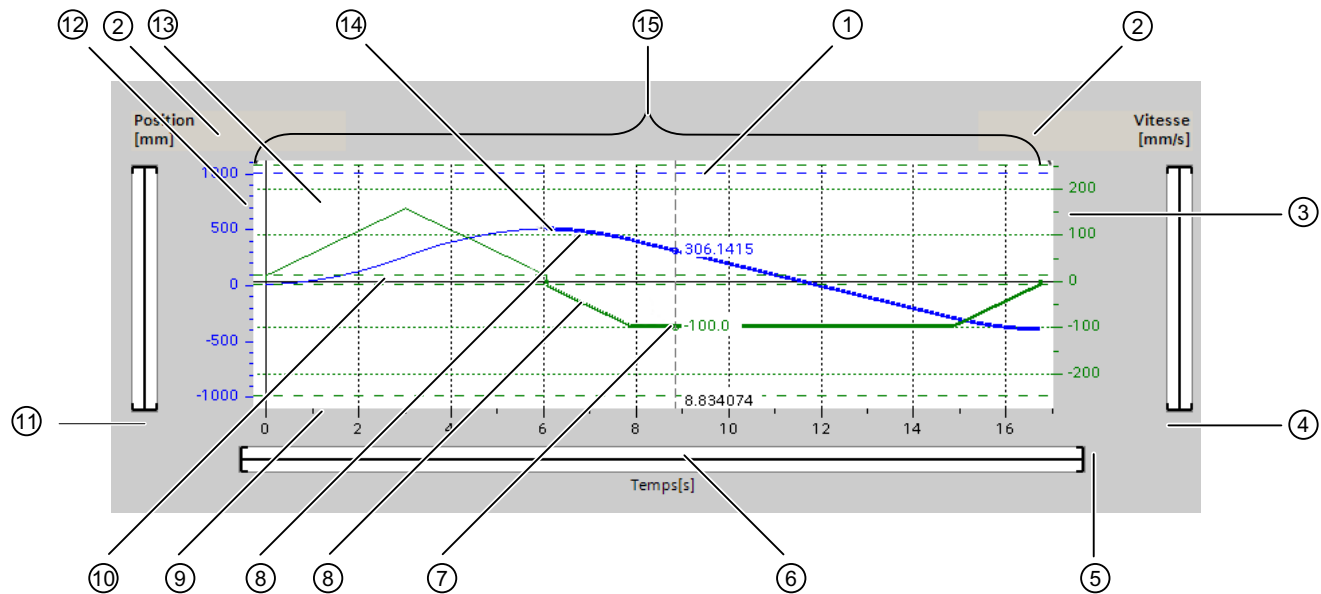 ⑫ ② ⑬ ⑭ ⑮ ① ②
Position
[mm]
Vitesse
[mm/s]
1000
500
0
-500
-1000
200
100
0
-100
-200
306.1415
-100.0
8.834074
0 2 4 6 8 10 12 14 16
Temps[s]
③
④
⑪
⑩ ⑨ ⑧ ⑧ ⑦ ⑥ ⑤